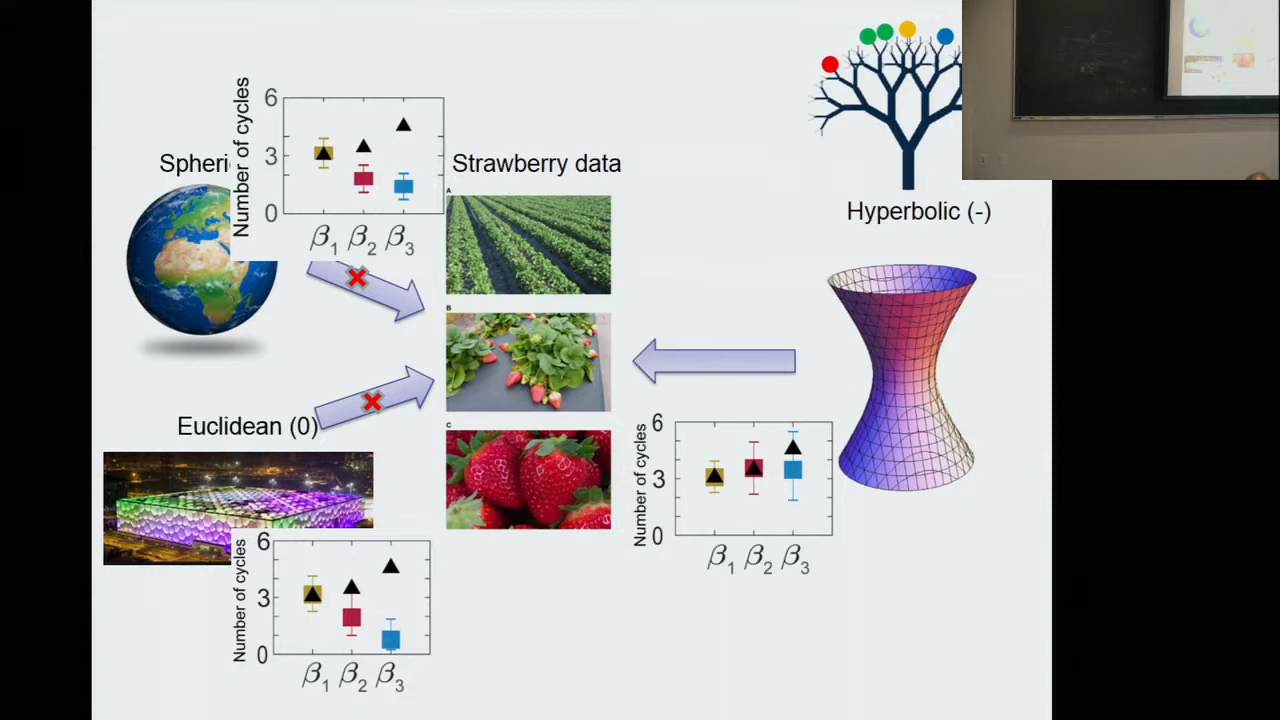 6
3
0
Number of cycles
β1 β2 β3
Spheri
Strawberry data
A
B
C
Hyperbolic (-)
Euclidean (0)
6
3
0
Number of cycles
β1 β2 β3
6
3
0
Number of cycles
β1 β2 β3